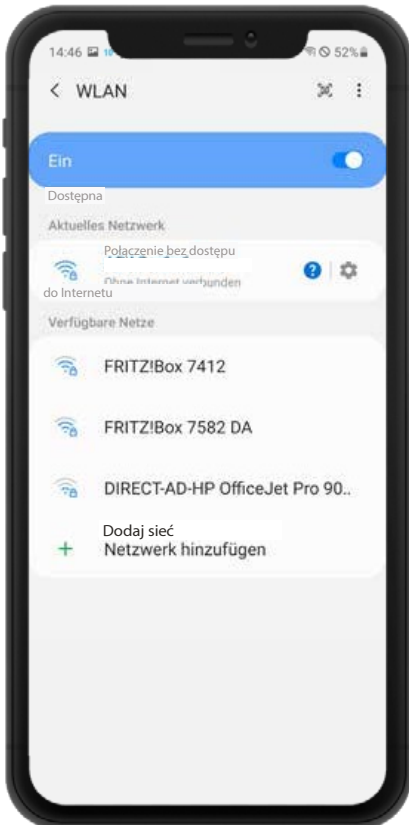 14:46 52%
WLAN
Ein
Dostępna
Aktuelles Netzwerk
Połączenie bez dostępu
Ohne Internet verbunden
do Internetu
Verfügbare Netze
FRITZ!Box 7412
FRITZ!Box 7582 DA
DIRECT-AD-HP OfficeJet Pro 90..
Dodaj sieć
Netzwerk hinzufügen